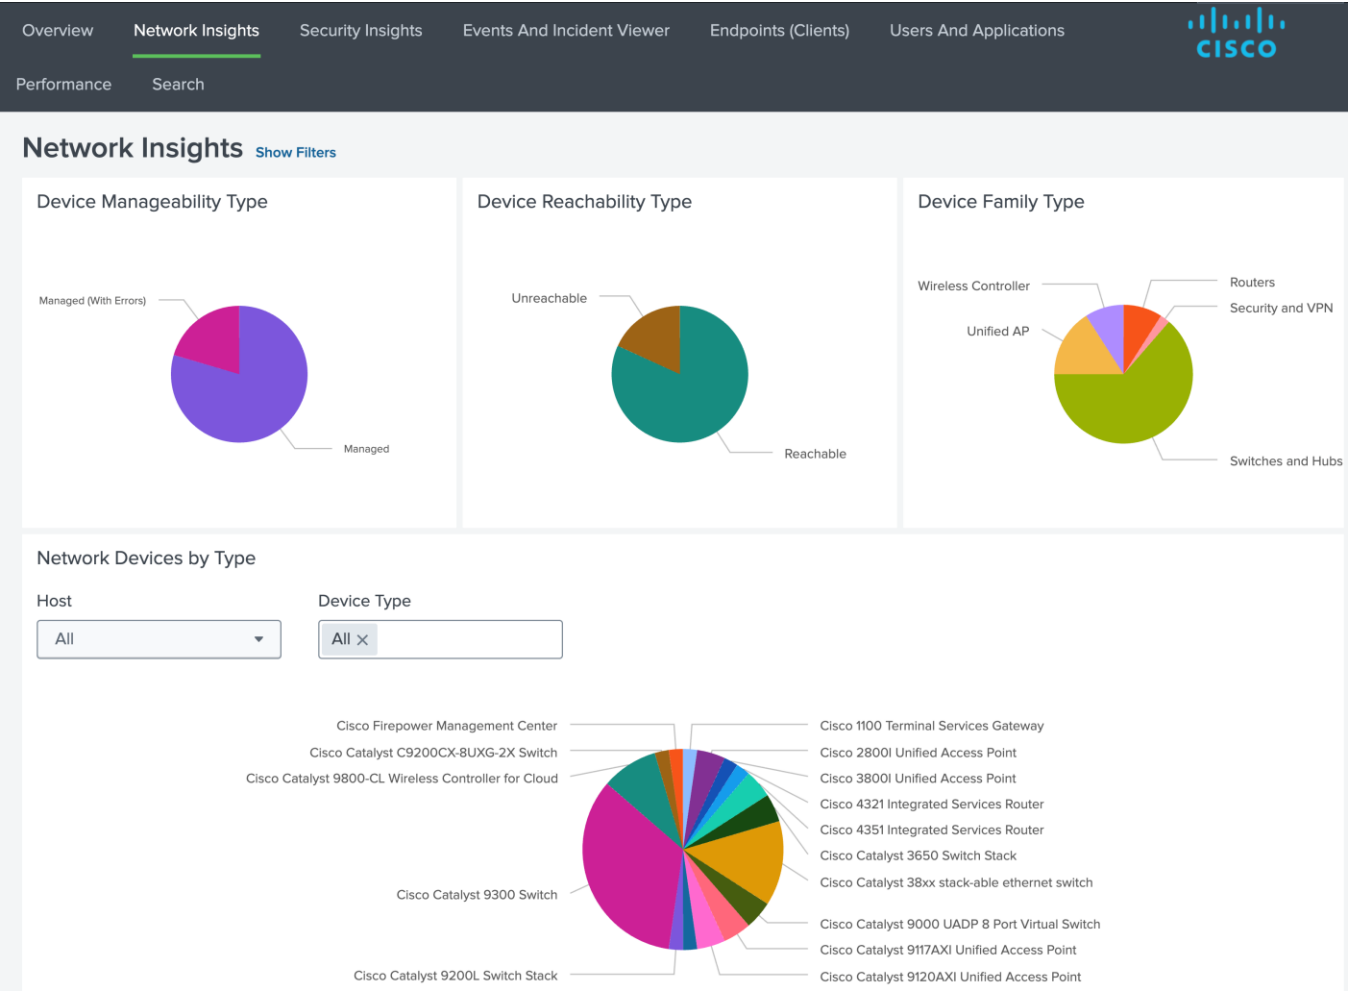 Overview Network Insights Security Insights Events And Incident Viewer Endpoints (Clients) Users And Applications
CISCO
Performance Search
Network Insights Show Filters
Device Manageability Type
Managed (With Errors)
Managed
Device Reachability Type
Unreachable
Reachable
Device Family Type
Wireless Controller
Unified AP
Routers
Security and VPN
Switches and Hubs
Network Devices by Type
Host
All
Device Type
All ×
Cisco Firepower Management Center
Cisco Catalyst C9200CX-8UXG-2X Switch
Cisco Catalyst 9800-CL Wireless Controller for Cloud
Cisco Catalyst 9300 Switch
Cisco Catalyst 9200L Switch Stack
Cisco 1100 Terminal Services Gateway
Cisco 2800I Unified Access Point
Cisco 3800I Unified Access Point
Cisco 4321 Integrated Services Router
Cisco 4351 Integrated Services Router
Cisco Catalyst 3650 Switch Stack
Cisco Catalyst 38xx stack-able ethernet switch
Cisco Catalyst 9000 UADP 8 Port Virtual Switch
Cisco Catalyst 9117AXI Unified Access Point
Cisco Catalyst 9120AXI Unified Access Point